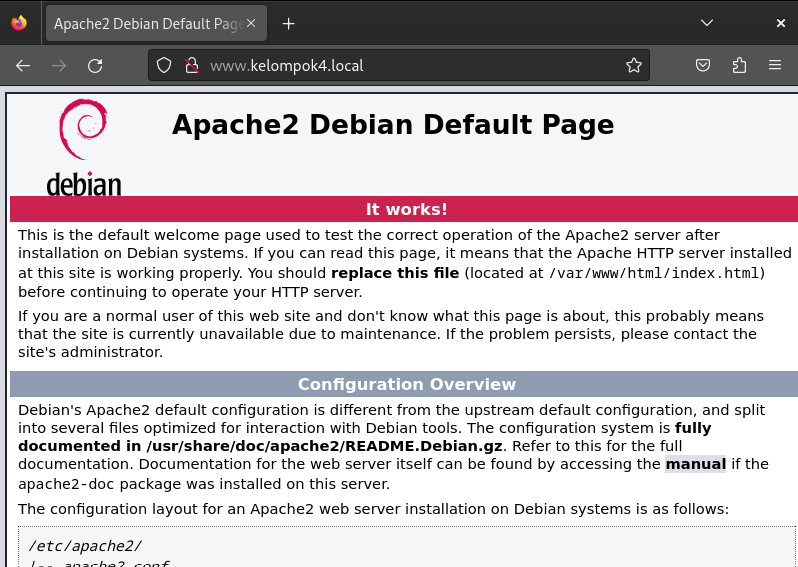 Apache2 Debian Default Pag
www.kelompok4.local
debian
Apache2 Debian Default Page
It works!
This is the default welcome page used to test the correct operation of the Apache2 server after
installation on Debian systems. If you can read this page, it means that the Apache HTTP server installed
at this site is working properly. You should replace this file (located at /var/www/html/index.html)
before continuing to operate your HTTP server.
If you are a normal user of this web site and don't know what this page is about, this probably means
that the site is currently unavailable due to maintenance. If the problem persists, please contact the
site's administrator.
Configuration Overview
Debian's Apache2 default configuration is different from the upstream default configuration, and split
into several files optimized for interaction with Debian tools. The configuration system is fully
documented in /usr/share/doc/apache2/README.Debian.gz. Refer to this for the full
documentation. Documentation for the web server itself can be found by accessing the manual if the
apache2-doc package was installed on this server.
The configuration layout for an Apache2 web server installation on Debian systems is as follows:
/etc/apache2/
|-- apache2.conf